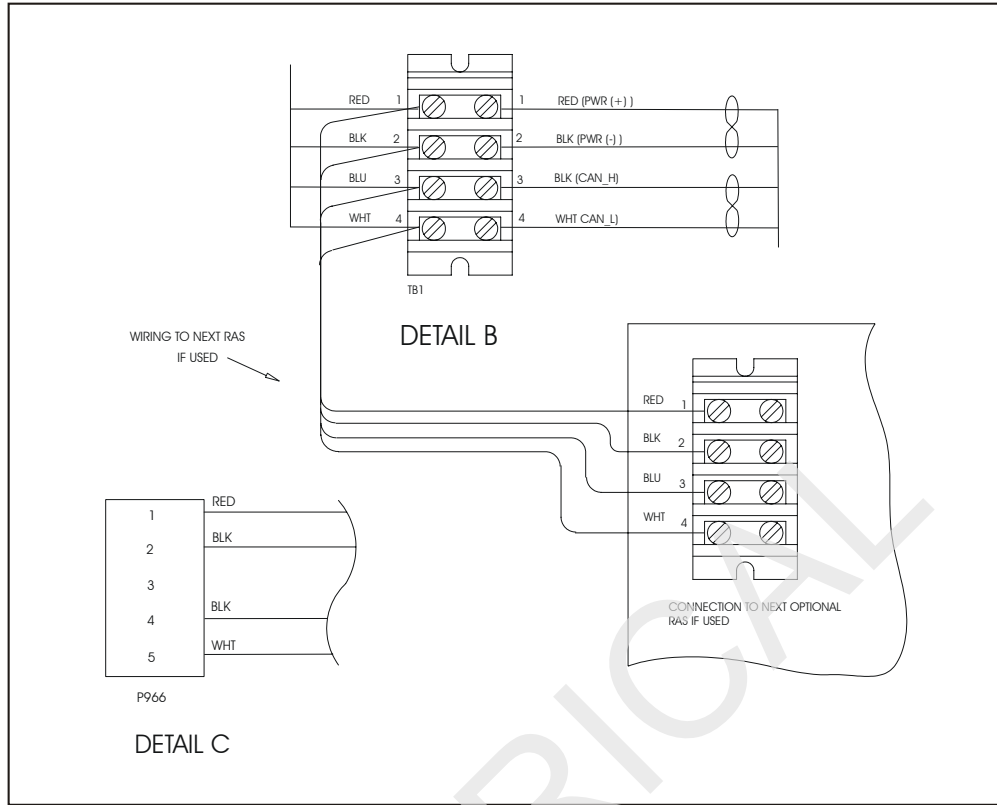 RED 1 1 RED (PWR (+) )
BLK 2 2 BLK (PWR (-) )
BLU 3 3 BLK (CAN_H)
WHT 4 4 WHT CAN_L)
TB1
DETAIL B
WIRING TO NEXT RAS
IF USED
RED 1
BLK 2
BLU 3
WHT 4
CONNECTION TO NEXT OPTIONAL
RAS IF USED
1 RED
2 BLK
3
4 BLK
5 WHT
P966
DETAIL C
RICAL